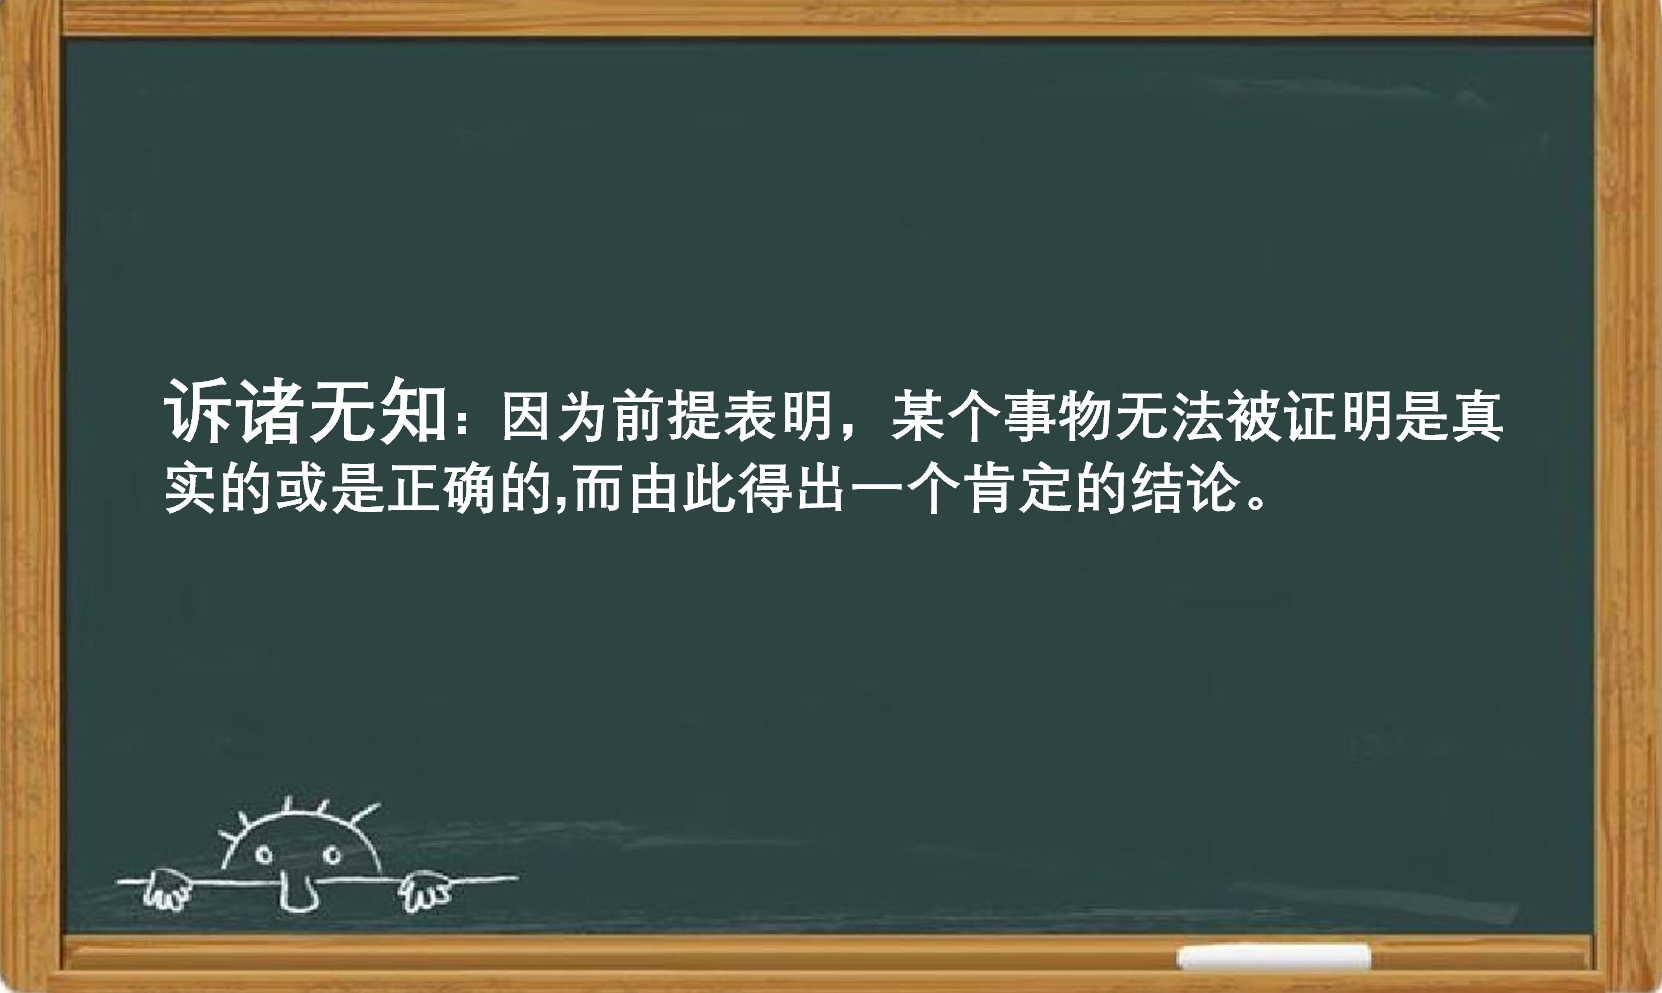 诉诸无知：因为前提表明，某个事物无法被证明是真
实的或是正确的,而由此得出一个肯定的结论。